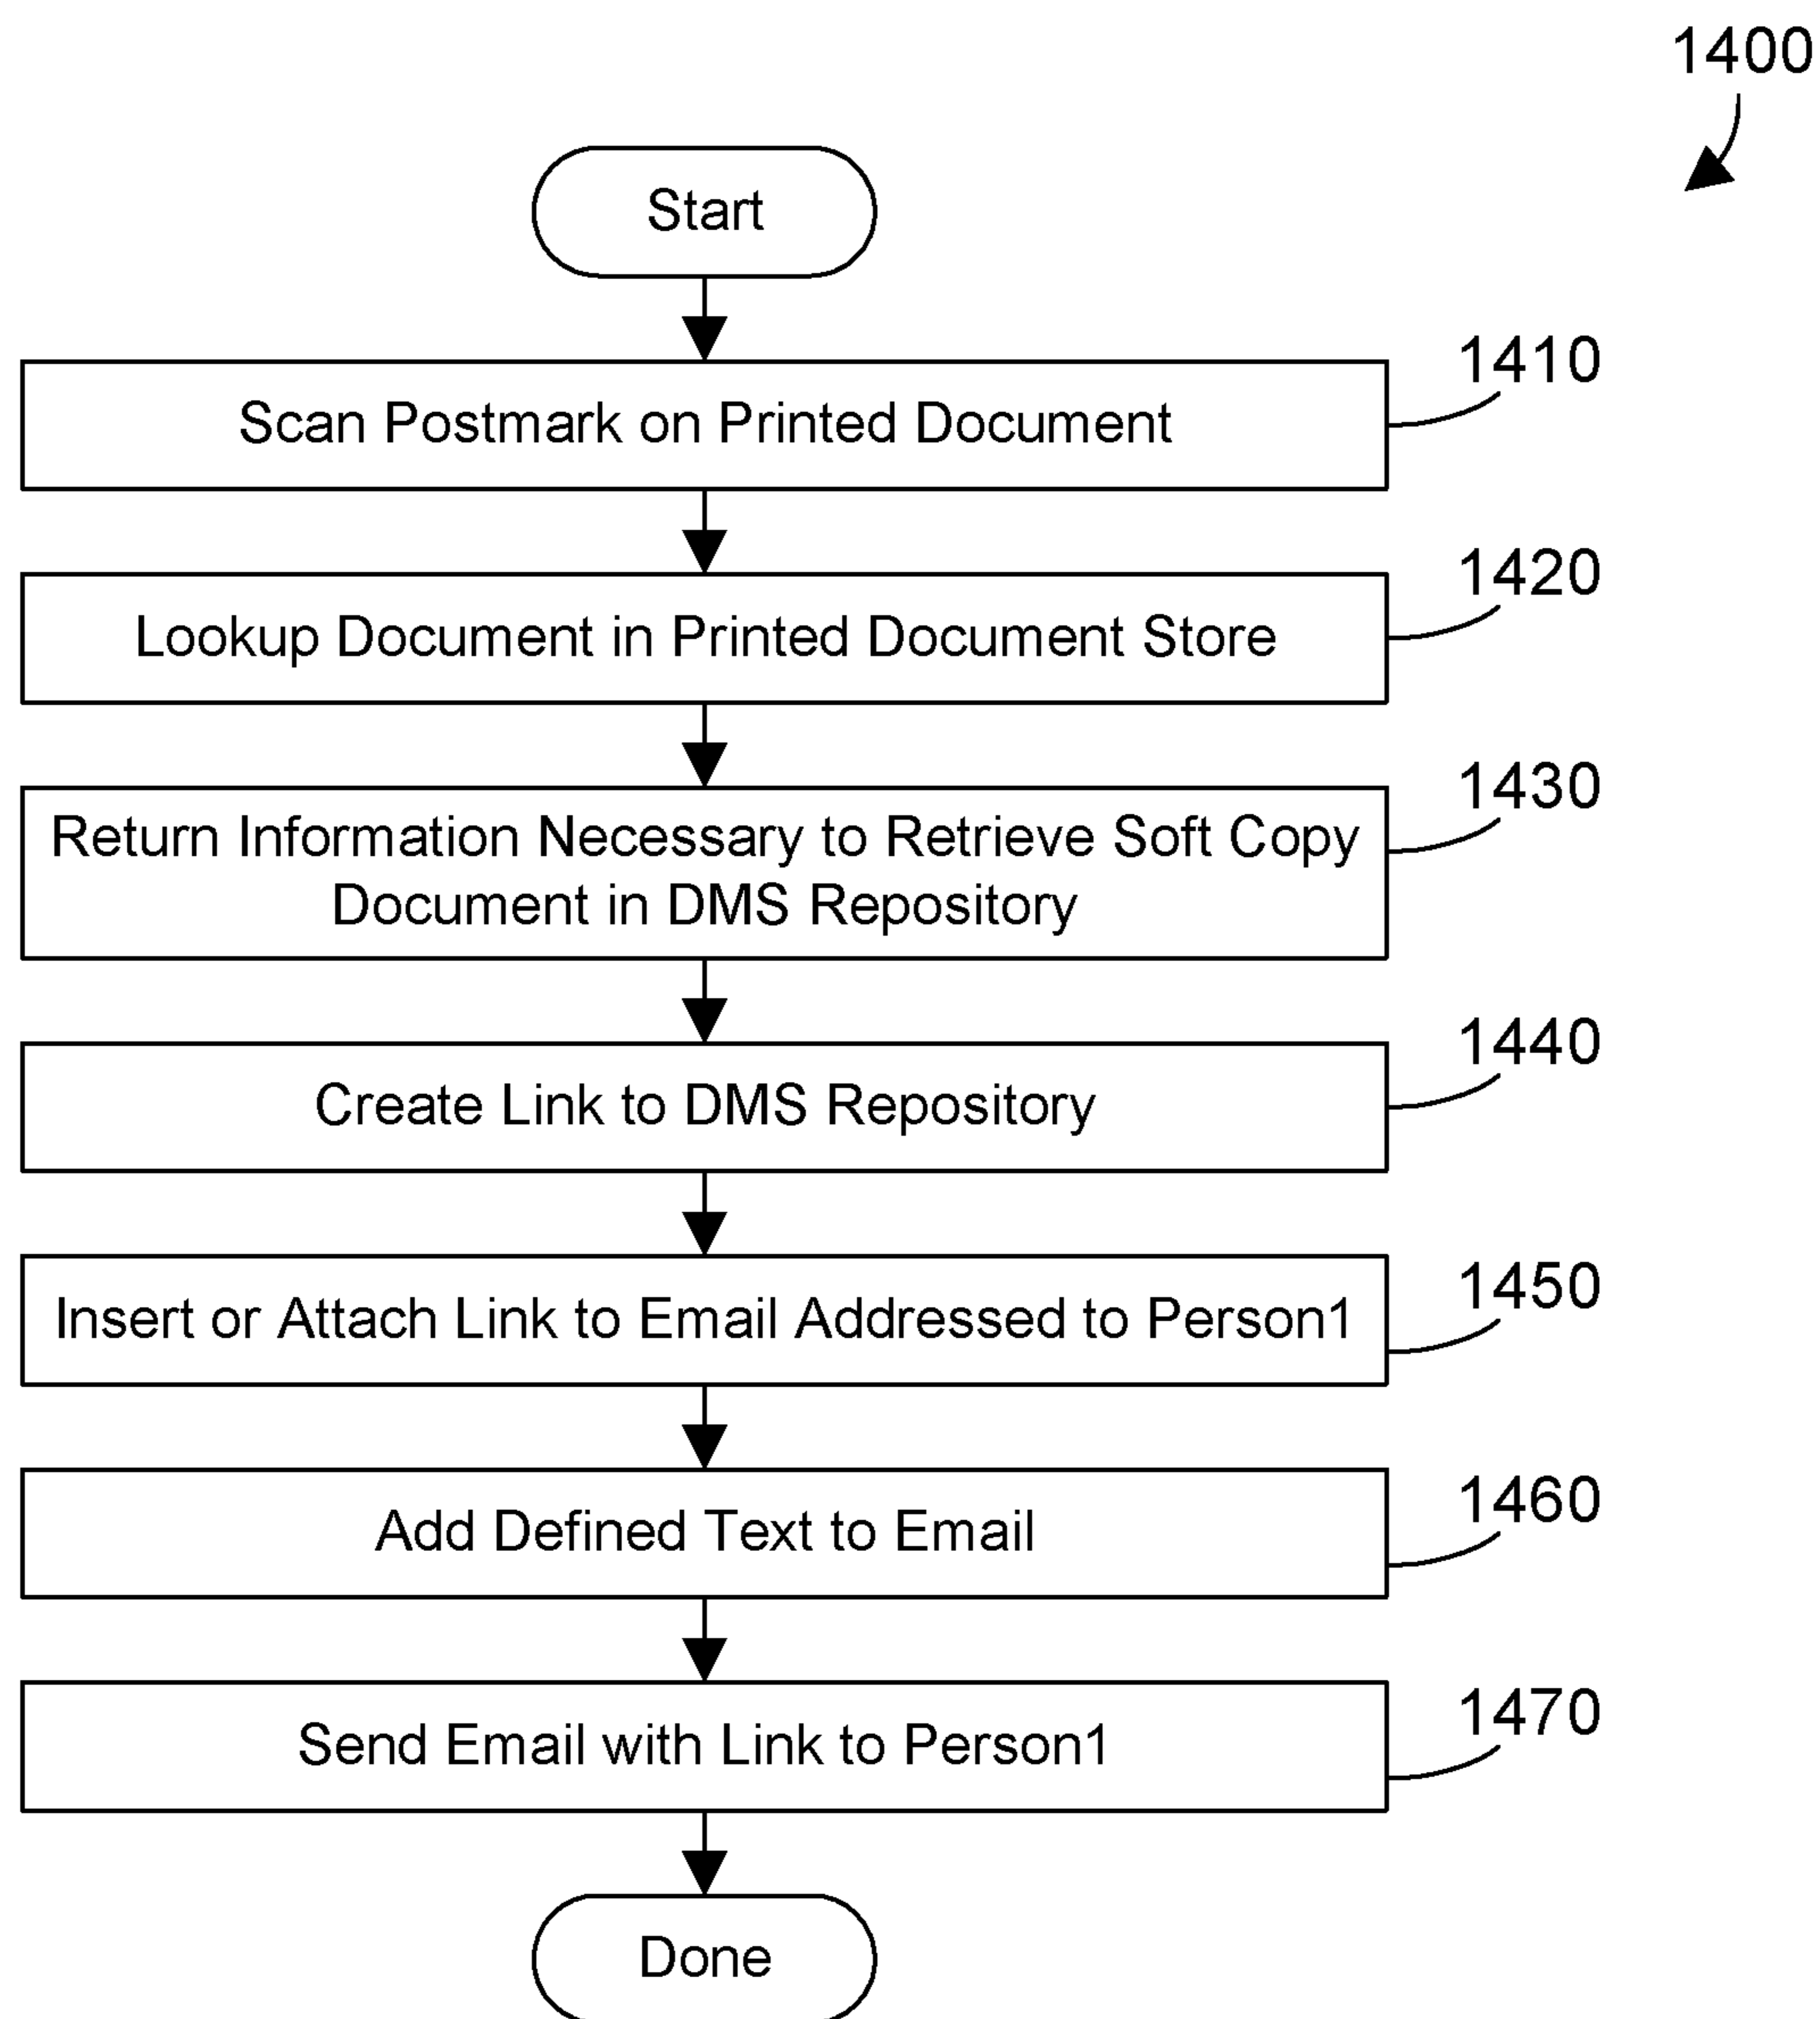 1400
Start
1410
Scan Postmark on Printed Document
1420
Lookup Document in Printed Document Store
1430
Return Information Necessary to Retrieve Soft Copy
Document in DMS Repository
1440
Create Link to DMS Repository
1450
Insert or Attach Link to Email Addressed to Person1
1460
Add Defined Text to Email
1470
Send Email with Link to Person1
Done